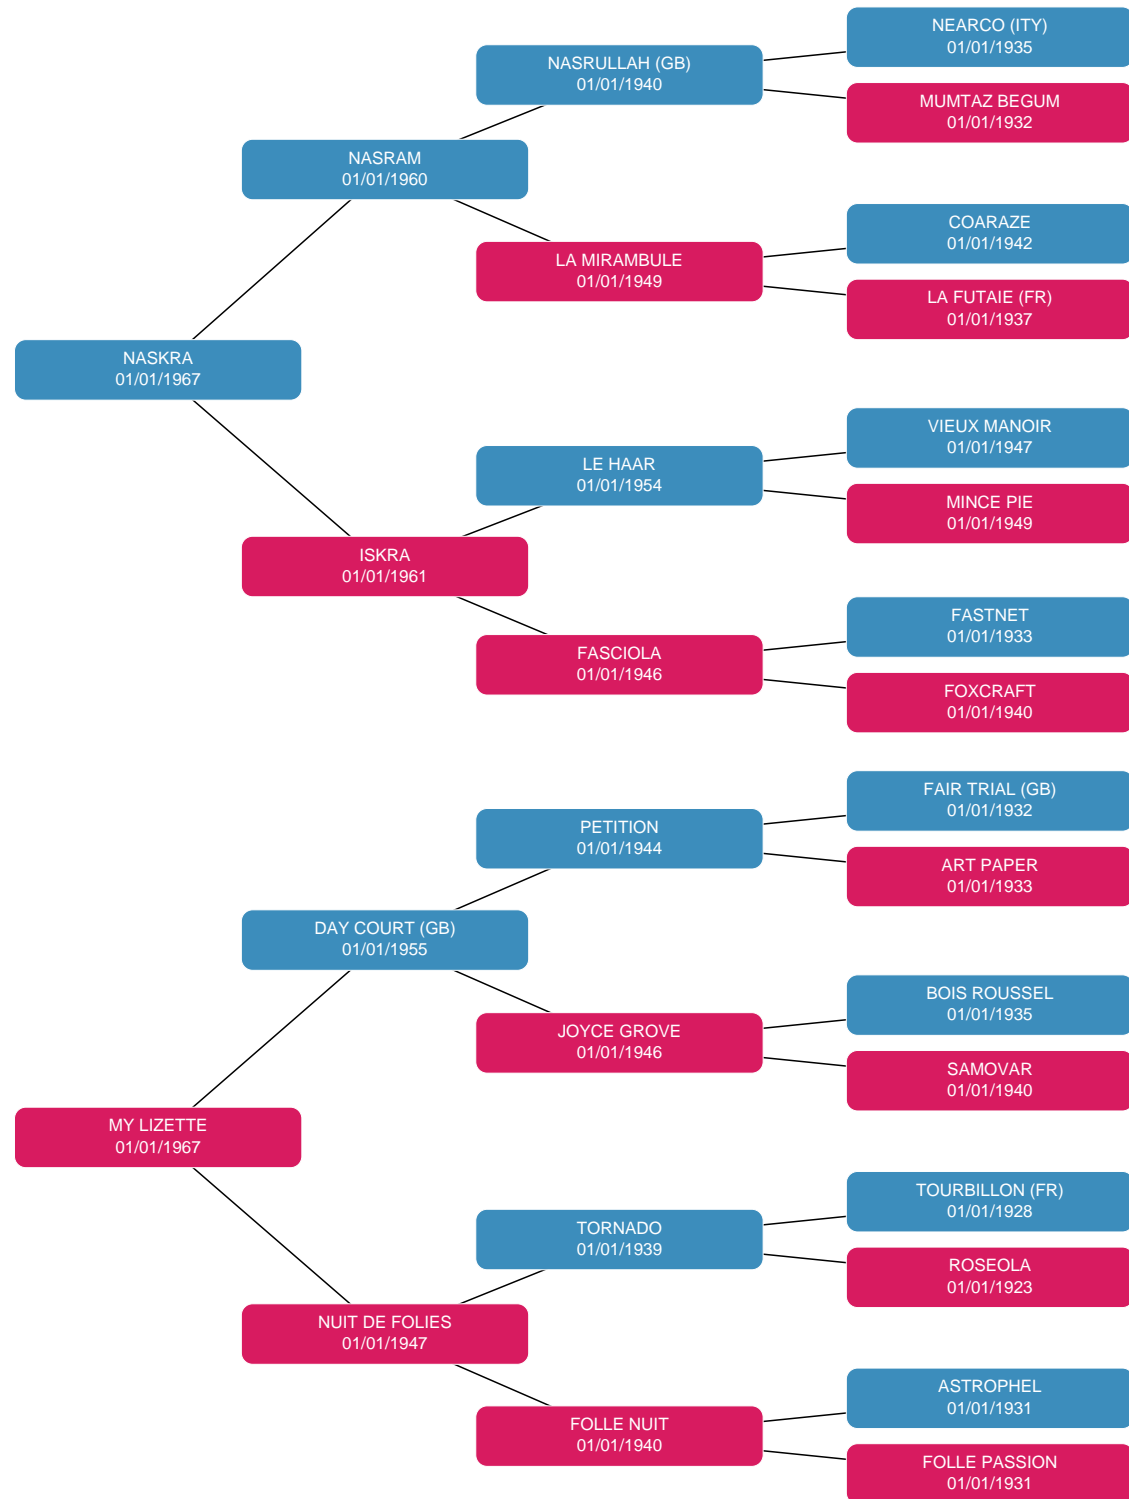 NEARCO (ITY)
01/01/1935
NASRULLAH (GB)
01/01/1940
MUMTAZ BEGUM
01/01/1932
NASRAM
01/01/1960
COARAZE
01/01/1942
LA MIRAMBULE
01/01/1949
LA FUTAIE (FR)
01/01/1937
NASKRA
01/01/1967
VIEUX MANOIR
01/01/1947
LE HAAR
01/01/1954
MINCE PIE
01/01/1949
ISKRA
01/01/1961
FASTNET
01/01/1933
FASCIOLA
01/01/1946
FOXCRAFT
01/01/1940
FAIR TRIAL (GB)
01/01/1932
PETITION
01/01/1944
ART PAPER
01/01/1933
DAY COURT (GB)
01/01/1955
BOIS ROUSSEL
01/01/1935
JOYCE GROVE
01/01/1946
SAMOVAR
01/01/1940
MY LIZETTE
01/01/1967
TOURBILLON (FR)
01/01/1928
TORNADO
01/01/1939
ROSEOLA
01/01/1923
NUIT DE FOLIES
01/01/1947
ASTROPHEL
01/01/1931
FOLLE NUIT
01/01/1940
FOLLE PASSION
01/01/1931